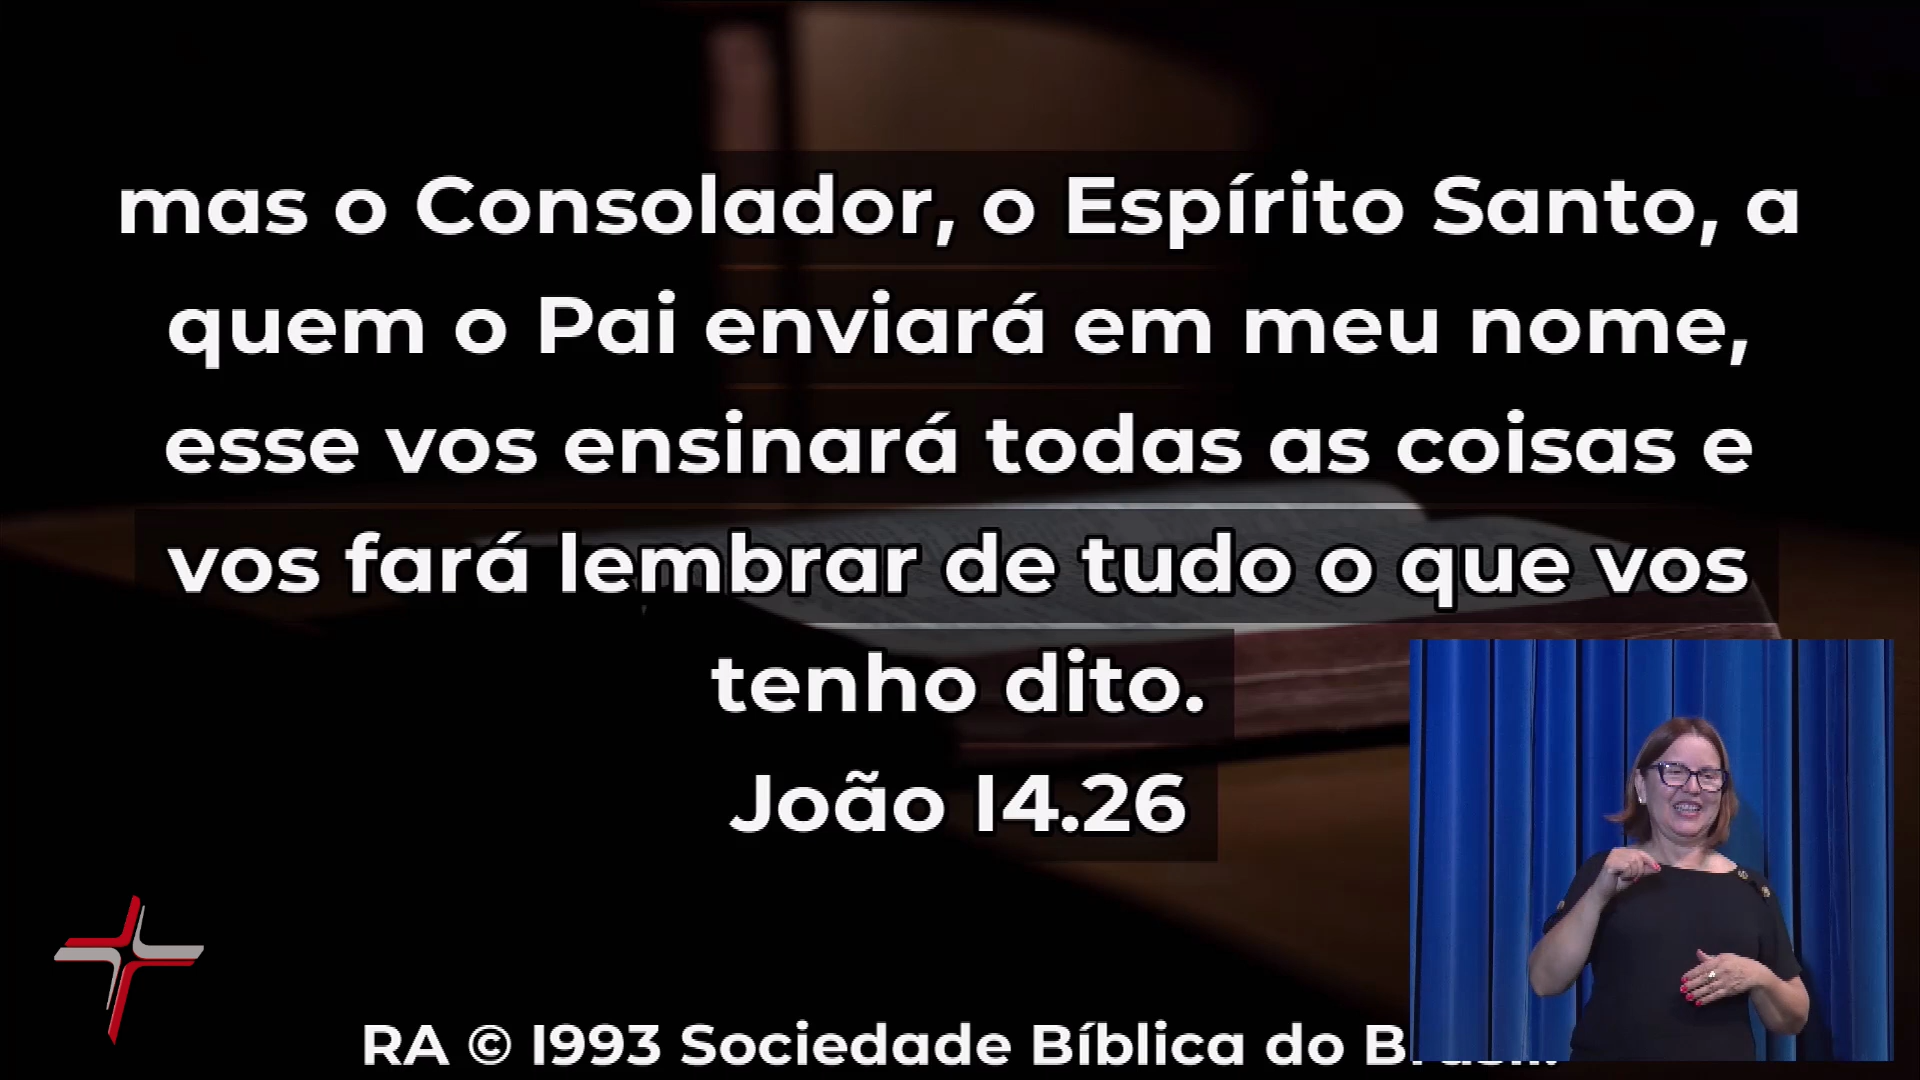 mas o Consolador, o Espírito Santo, a
quem o Pai enviará em meu nome,
esse vos ensinará todas as coisas e
vos fará lembrar de tudo o que vos
tenho dito.
João 14.26
RA © 1993 Sociedade Bíblica do Brasil.